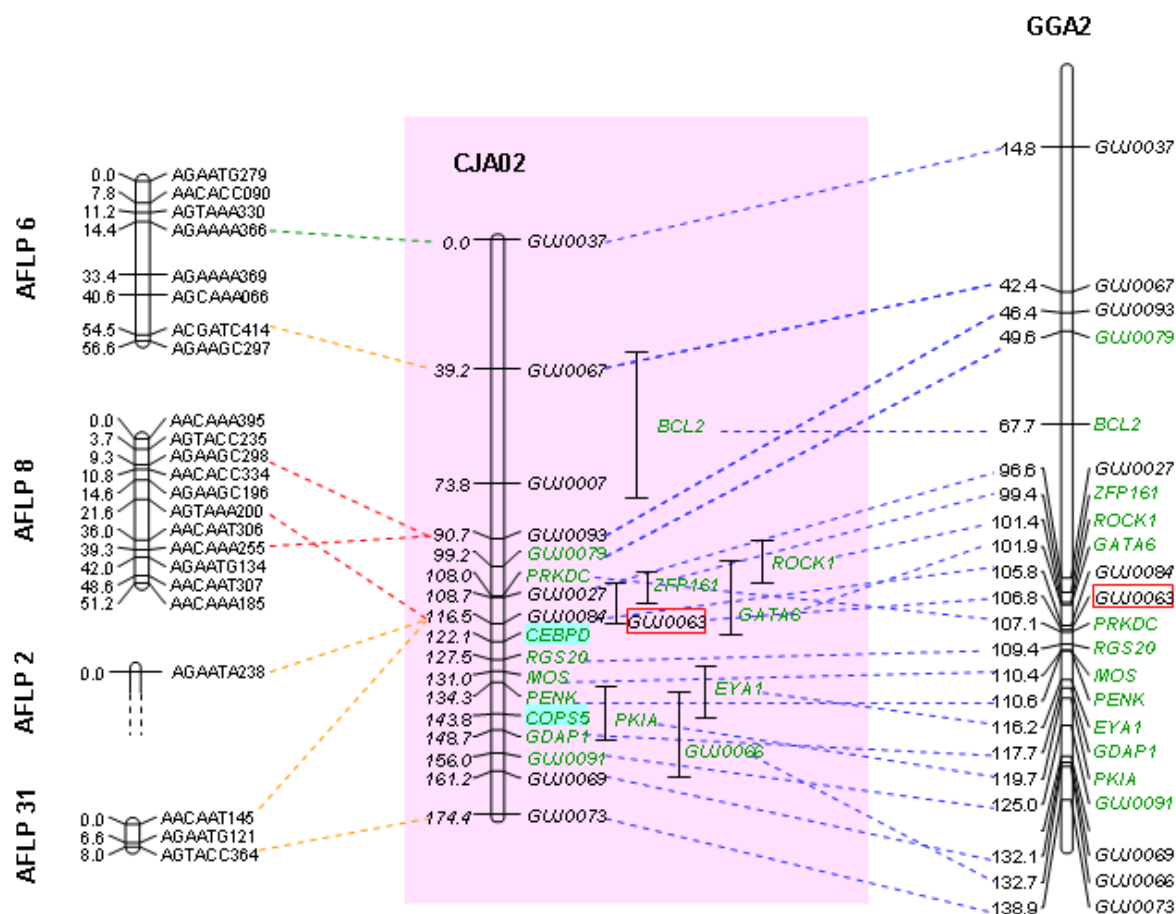 GGA2
CJA02
AFLP 6
0.0 AGAATG279
7.8 AACACC090
11.2 AGTAAA330
14.4 AGAAAA366
33.4 AGAAAA369
40.6 AGCAAA066
54.5 ACGATC414
56.6 AGAAGC297
AFLP 8
0.0 AACAAA395
3.7 AGTACC235
9.3 AGAAGC298
10.8 AACACC334
14.6 AGAAGC196
21.6 AGTAAA200
36.0 AACAAT306
39.3 AACAAA255
42.0 AGAATG134
48.6 AACAAT307
51.2 AACAAA185
AFLP 2
0.0 AGAATA238
AFLP 31
0.0 AACAAT145
6.6 AGAATG121
8.0 AGTACC364
0.0 GUJ0037
39.2 GUJ0067
73.8 GUJ0007
90.7 GUJ0093
99.2 GUJ0079
108.0 PRKDC
108.7 GUJ0027
116.5 GUJ0084
122.1 CEBPD
127.5 RGS20
131.0 MOS
134.3 PENK
143.8 COPS5
148.7 GDAP1
156.0 GUJ0091
161.2 GUJ0069
174.4 GUJ0073
BCL2
ROCK1
ZFP161
GATA6
GUJ0063
EYA1
PKIA
GUJ0066
14.8 GUJ0037
42.4 GUJ0067
46.4 GUJ0093
49.6 GUJ0079
67.7 BCL2
96.6 GUJ0027
99.4 ZFP161
101.4 ROCK1
101.9 GATA6
105.8 GUJ0084
106.8 GUJ0063
107.1 PRKDC
109.4 RGS20
110.4 MOS
110.6 PENK
116.2 EYA1
117.7 GDAP1
119.7 PKIA
125.0 GUJ0091
132.1 GUJ0069
132.7 GUJ0066
138.9 GUJ0073